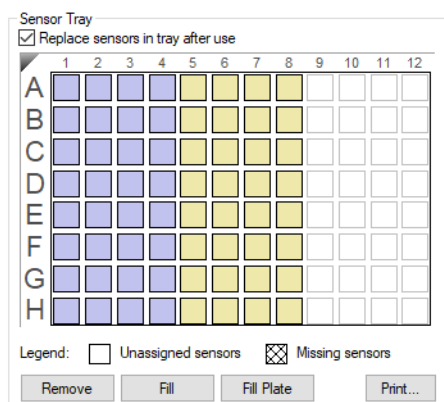 Sensor Tray
Replace sensors in tray after use
1 2 3 4 5 6 7 8 9 10 11 12
A
B
C
D
E
F
G
H
Legend: Unassigned sensors Missing sensors
Remove Fill Fill Plate Print...